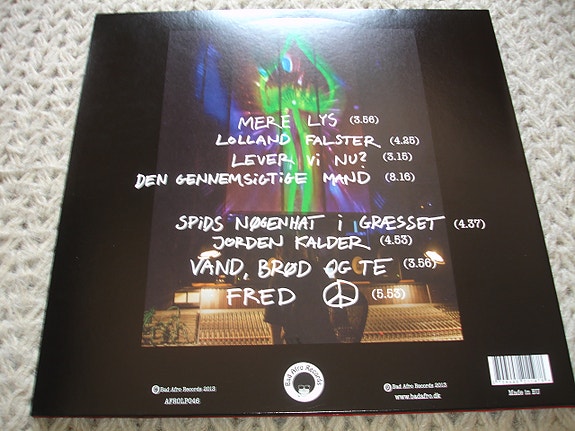 MERE LYS (3.56)
LOLLAND FALSTER (4.25)
LEVER Vi NU? (3.15)
DEN GENNEMSiGTiGE MAND (8.16)
SPiDS NØGENHAT i GRÆSSET (4.37)
JORDEN KALDER (4.53)
VAND, BRØD OG TE (3.56)
FRED (5.53)
Bad Afro Records
℗ Bad Afro Records 2013
AFROLP046
© Bad Afro Records 2013
www.badafro.dk
Made in EU